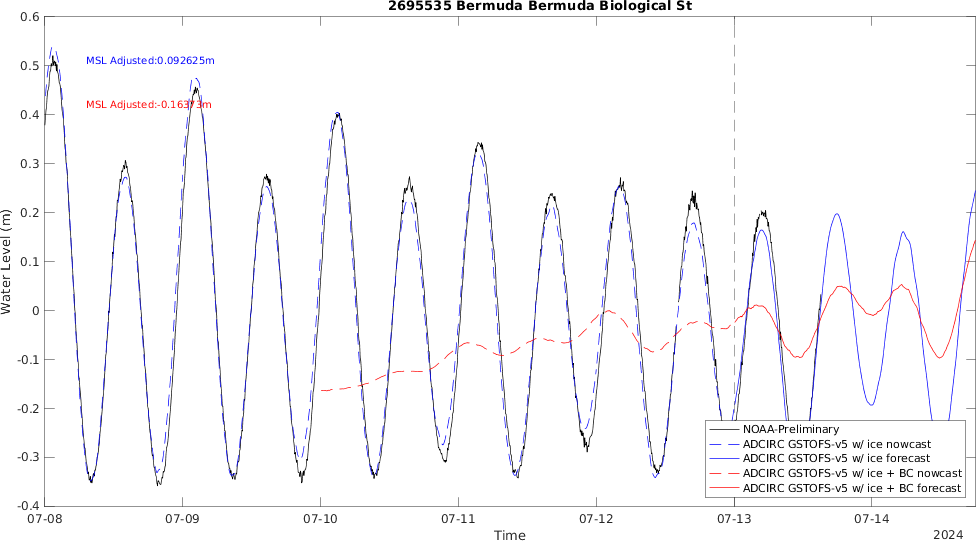 2695535 Bermuda Bermuda Biological St
0.6
0.5
0.4
0.3
0.2
0.1
0
-0.1
-0.2
-0.3
-0.4
Water Level (m)
MSL Adjusted:0.092625m
MSL Adjusted:-0.16373m
NOAA-Preliminary
ADCIRC GSTOFS-v5 w/ ice nowcast
ADCIRC GSTOFS-v5 w/ ice forecast
ADCIRC GSTOFS-v5 w/ ice + BC nowcast
ADCIRC GSTOFS-v5 w/ ice + BC forecast
07-08 07-09 07-10 07-11 07-12 07-13 07-14
Time
2024